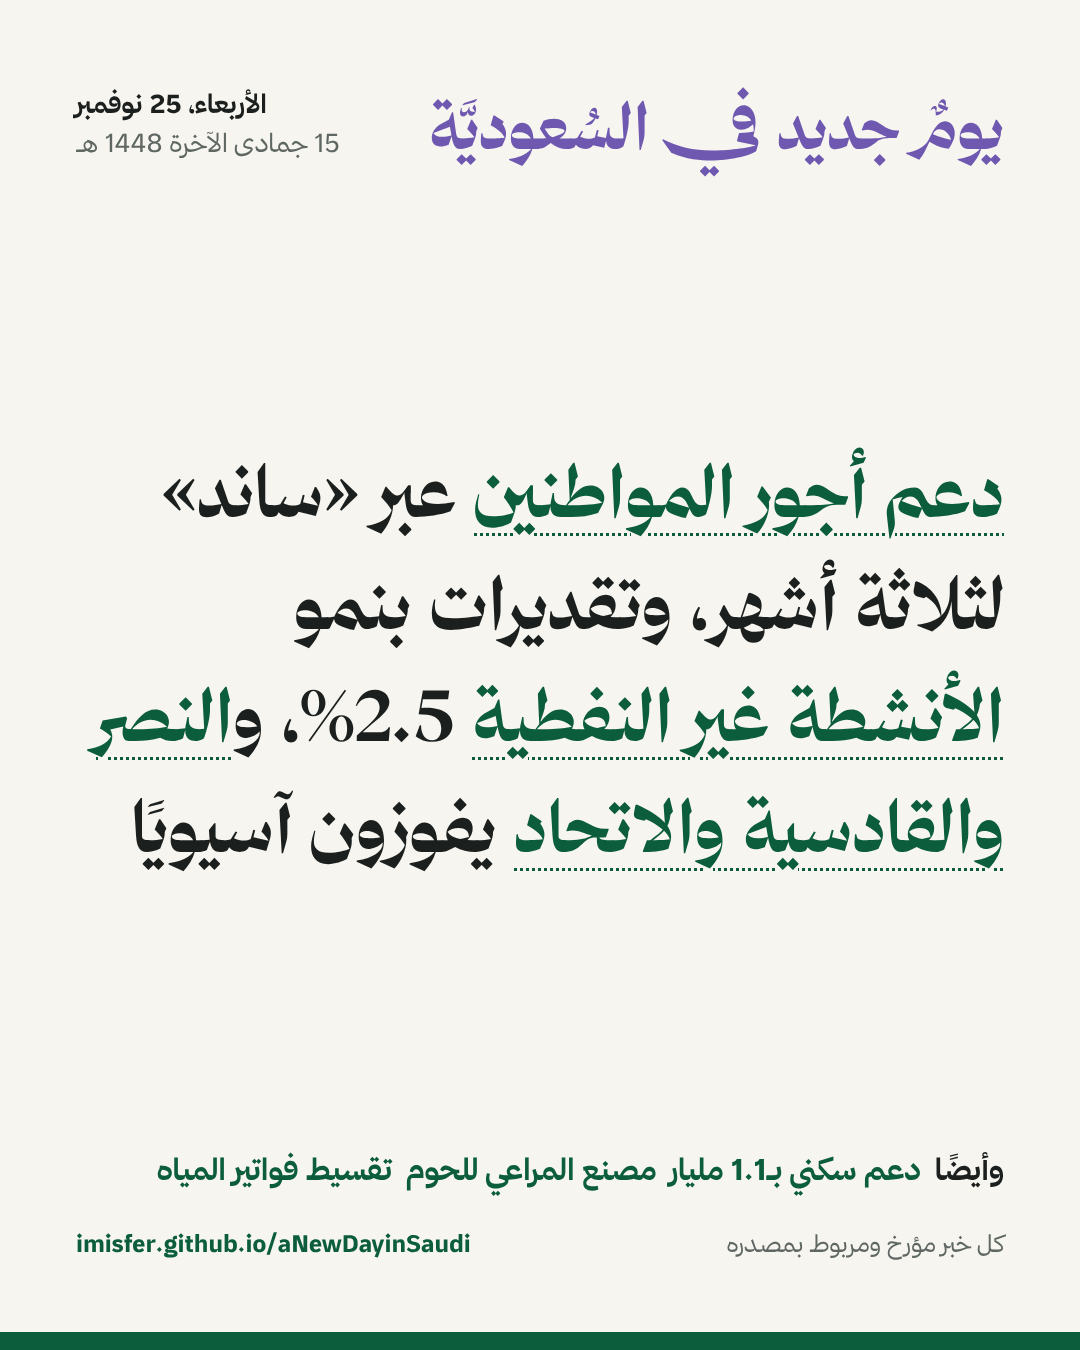 يومٌ جديد في السُعوديَّة
الأربعاء، 25 نوفمبر
15 جمادى الآخرة 1448 هـ
دعم أجور المواطنين عبر «ساند»
لثلاثة أشهر، وتقديرات بنمو
الأنشطة غير النفطية 2.5%، والنصر
والقادسية والاتحاد يفوزون آسيويًا
وأيضًا دعم سكني بـ1.1 مليار مصنع المراعي للحوم تقسيط فواتير المياه
كل خبر مؤرخ ومربوط بمصدره
imisfer.github.io/aNewDayinSaudi